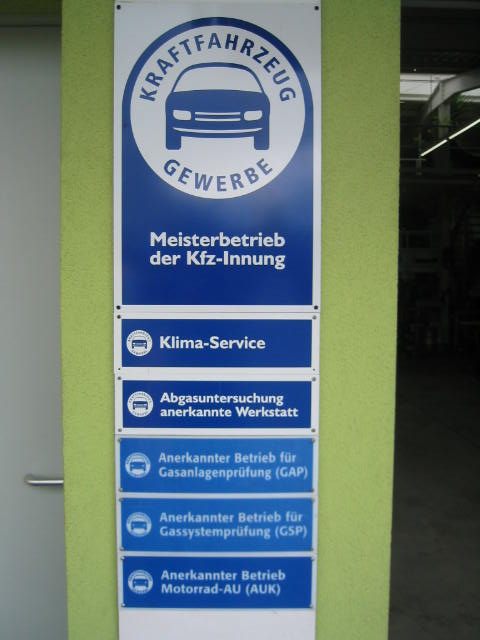 KRAFTFAHRZEUG
GEWERBE
Meisterbetrieb
der Kfz-Innung
Klima-Service
Abgasuntersuchung
anerkannte Werkstatt
Anerkannter Betrieb für
Gasanlagenprüfung (GAP)
Anerkannter Betrieb für
Gassystemprüfung (GSP)
Anerkannter Betrieb
Motorrad-AU (AUK)